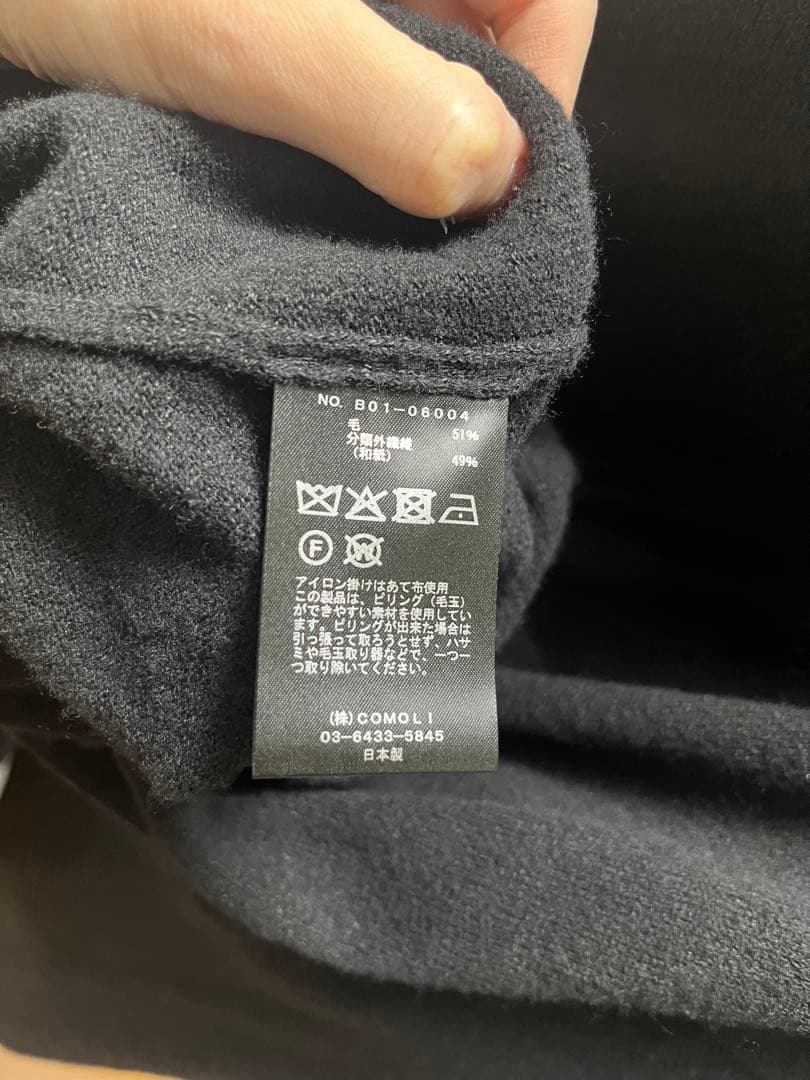 NO. B01-06004
毛 51%
分類外繊維
(和紙) 49%
F W
アイロン掛けはあて布使用
この製品は、ピリング(毛玉)
ができやすい素材を使用してい
ます。ピリングが出来た場合は
引っ張って取ろうとせず、ハサ
ミや毛玉取り器などで、一つ一
つ取り除いてください。
(株)COMOLI
03-6433-5845
日本製